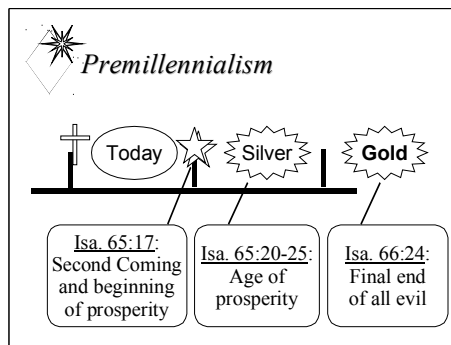 Premillennialism
Today
Silver
Gold
Isa. 65:17:
Second Coming
and beginning
of prosperity
Isa. 65:20-25:
Age of
prosperity
Isa. 66:24:
Final end
of all evil